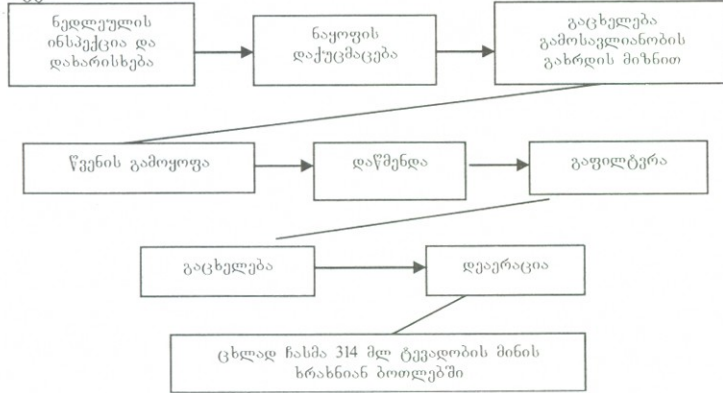 ნედლეულის
ინსპექცია და
დახარისხება
ნაყოფის
დაქუცმაცება
გაცხელება
გამოსავლიანობის
გახრდის მიზნით
წვენის გამოყოფა
დაწმენდა
გაფილტვრა
გაცხელება
დეაერაცია
ცხლად ჩასმა 314 მლ ტევადობის მინის
ხრახნიან ბოთლებში